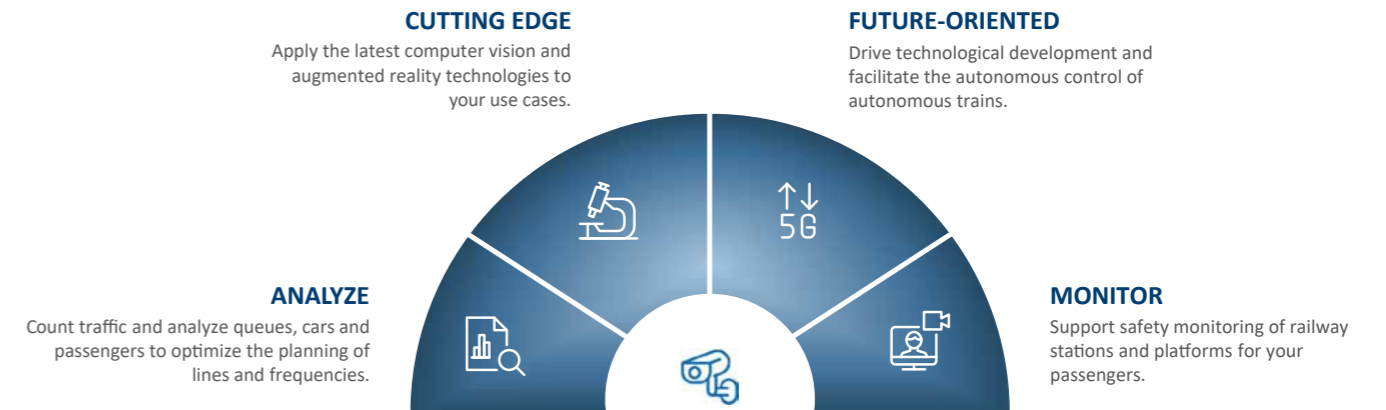 CUTTING EDGE
Apply the latest computer vision and
augmented reality technologies to
your use cases.
FUTURE-ORIENTED
Drive technological development and
facilitate the autonomous control of
autonomous trains.
5G
ANALYZE
Count traffic and analyze queues, cars and
passengers to optimize the planning of
lines and frequencies.
MONITOR
Support safety monitoring of railway
stations and platforms for your
passengers.